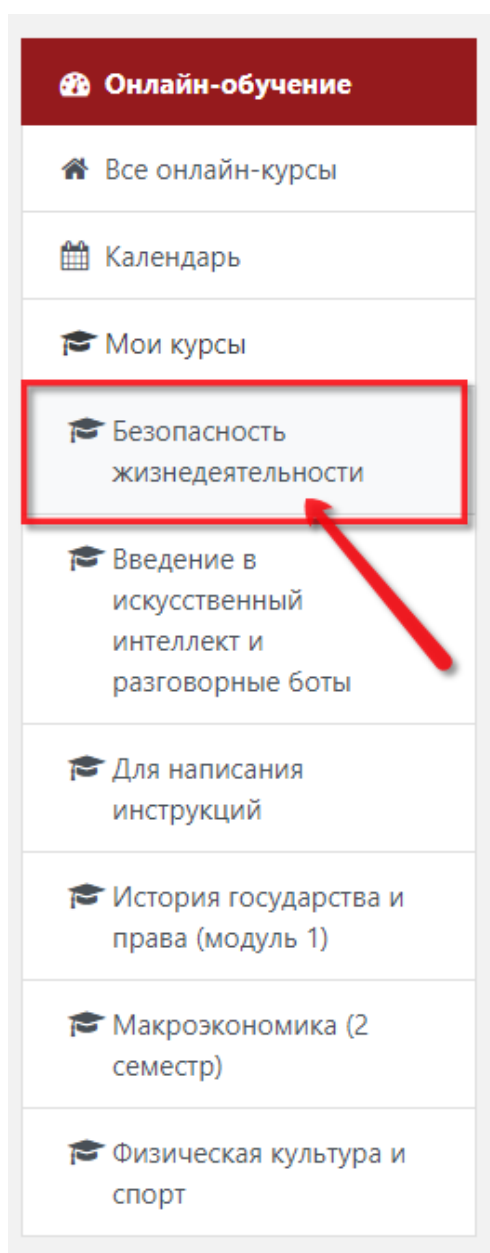 Онлайн-обучение
Все онлайн-курсы
Календарь
Мои курсы
Безопасность
жизнедеятельности
Введение в
искусственный
интеллект и
разговорные боты
Для написания
инструкций
История государства и
права (модуль 1)
Макроэкономика (2
семестр)
Физическая культура и
спорт